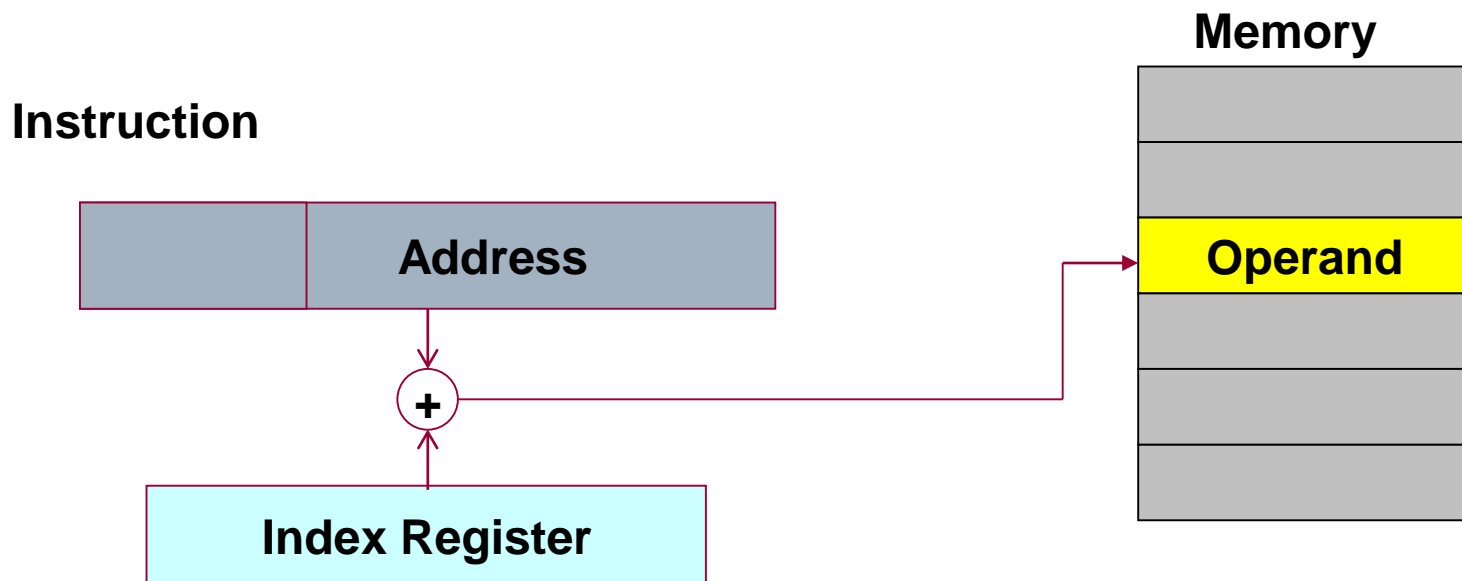 Memory
Instruction
Address
Operand
+
Index Register